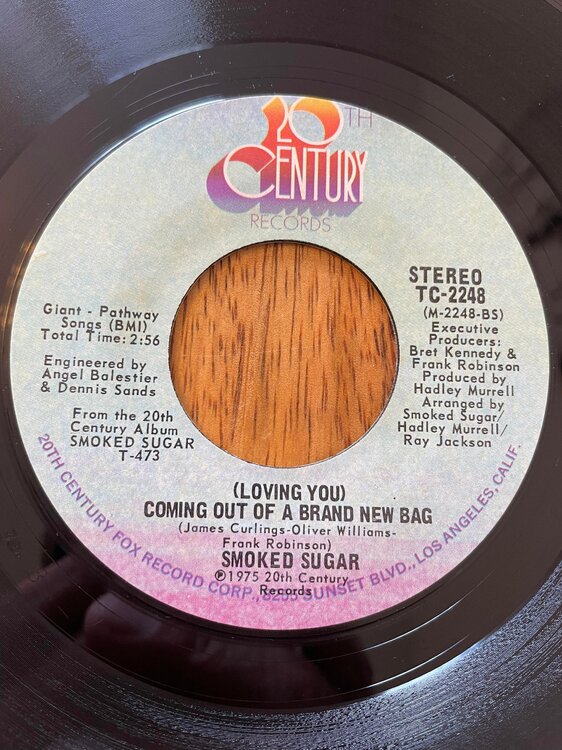 20TH
CENTURY
RECORDS
STEREO
TC-2248
(M-2248-BS)
Executive
Producers:
Bret Kennedy &
Frank Robinson
Produced by
Hadley Murrell
Arranged by
Smoked Sugar/
Hadley Murrell/
Ray Jackson
Giant - Pathway
Songs (BMI)
Total Time: 2:56
Engineered by
Angel Balestier
& Dennis Sands
From the 20th
Century Album
SMOKED SUGAR
T-473
(LOVING YOU)
COMING OUT OF A BRAND NEW BAG
(James Curlings-Oliver Williams-
Frank Robinson)
SMOKED SUGAR
℗1975 20th Century
Records
20TH CENTURY FOX RECORD CORP., 8255 SUNSET BLVD., LOS ANGELES, CALIF.